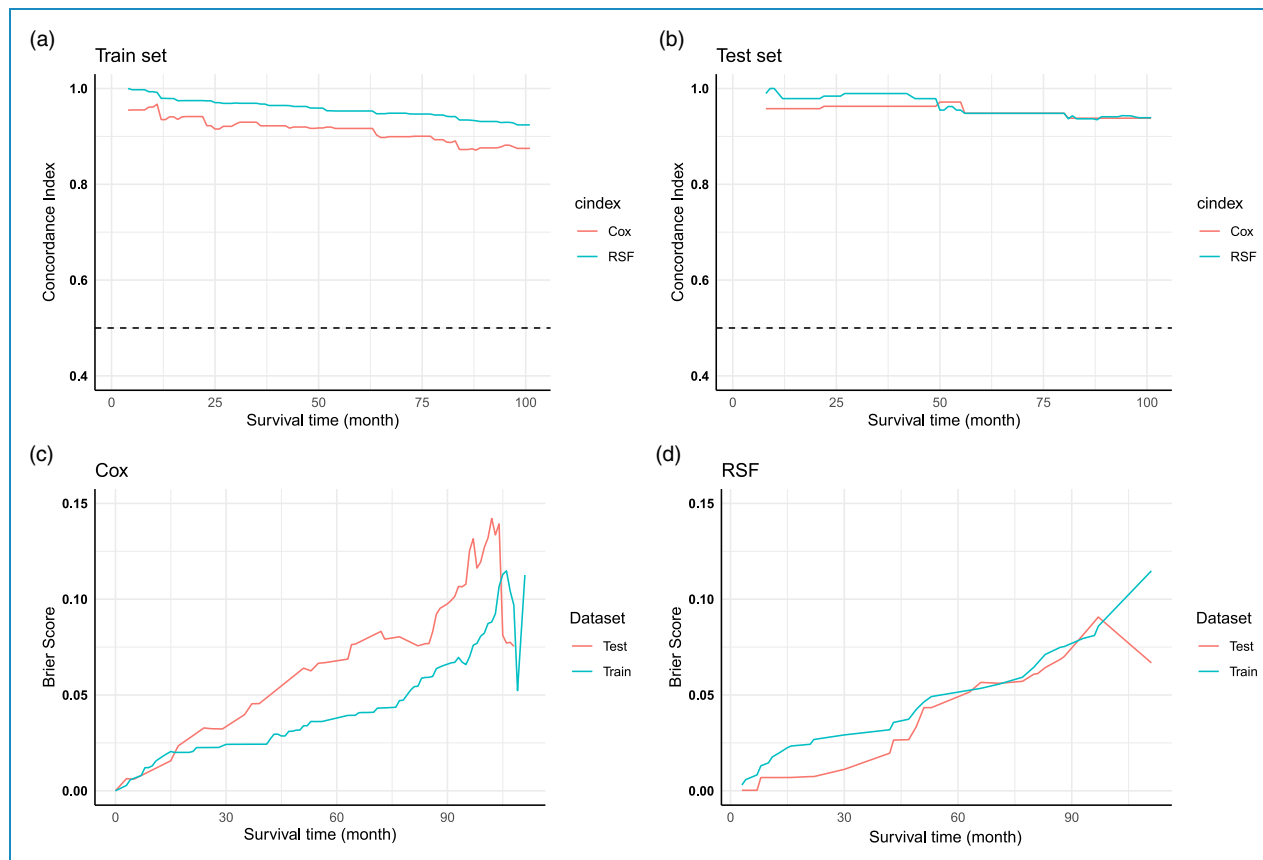 (a)
Train set
1.0
0.8
0.6
0.4
Concordance Index
0
25
50
75
100
Survival time (month)
cindex
Cox
RSF
(b)
Test set
1.0
0.8
0.6
0.4
Concordance Index
0
25
50
75
100
Survival time (month)
cindex
Cox
RSF
(c)
Cox
0.15
0.10
0.05
0.00
Brier Score
0
30
60
90
Survival time (month)
Dataset
Test
Train
(d)
RSF
0.15
0.10
0.05
0.00
Brier Score
0
30
60
90
Survival time (month)
Dataset
Test
Train